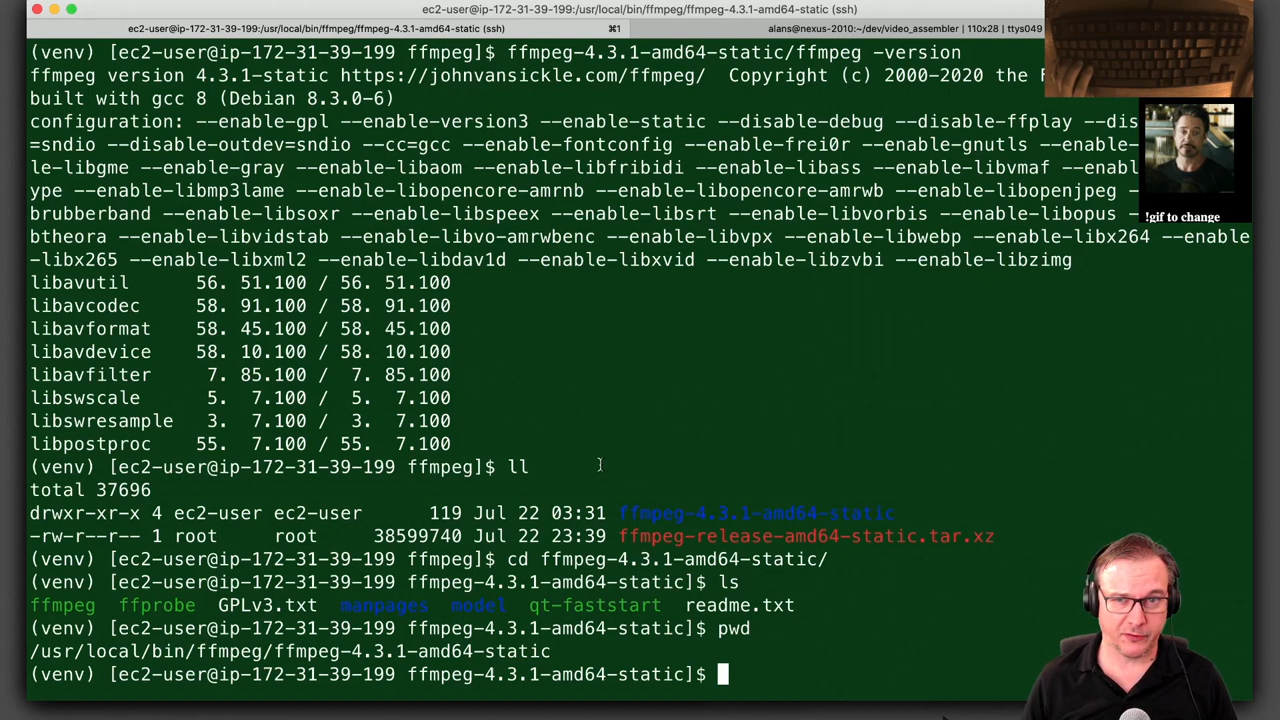 ec2-user@ip-172-31-39-199:/usr/local/bin/ffmpeg/ffmpeg-4.3.1-amd64-static (ssh)
ec2-user@ip-172-31-39-199:/usr/local/bin/ffmpeg/ffmpeg-4.3.1-amd64-static (ssh) ⌘1 alans@nexus-2010:~/dev/video_assembler | 110x28 | ttys049
(venv) [ec2-user@ip-172-31-39-199 ffmpeg]$ ffmpeg-4.3.1-amd64-static/ffmpeg -version
ffmpeg version 4.3.1-static https://johnvansickle.com/ffmpeg/  Copyright (c) 2000-2020 the F
built with gcc 8 (Debian 8.3.0-6)
configuration: --enable-gpl --enable-version3 --enable-static --disable-debug --disable-ffplay --dis
=sndio --disable-outdev=sndio --cc=gcc --enable-fontconfig --enable-frei0r --enable-gnutls --enable-
le-libgme --enable-gray --enable-libaom --enable-libfribidi --enable-libass --enable-libvmaf --enabl
ype --enable-libmp3lame --enable-libopencore-amrnb --enable-libopencore-amrwb --enable-libopenjpeg -
brubberband --enable-libsoxr --enable-libspeex --enable-libsrt --enable-libvorbis --enable-libopus -
btheora --enable-libvidstab --enable-libvo-amrwbenc --enable-libvpx --enable-libwebp --enable-libx264 --enable
-libx265 --enable-libxml2 --enable-libdav1d --enable-libxvid --enable-libzvbi --enable-libzimg
libavutil      56. 51.100 / 56. 51.100
libavcodec     58. 91.100 / 58. 91.100
libavformat    58. 45.100 / 58. 45.100
libavdevice    58. 10.100 / 58. 10.100
libavfilter     7. 85.100 /  7. 85.100
libswscale      5.  7.100 /  5.  7.100
libswresample   3.  7.100 /  3.  7.100
libpostproc    55.  7.100 / 55.  7.100
(venv) [ec2-user@ip-172-31-39-199 ffmpeg]$ ll
total 37696
drwxr-xr-x 4 ec2-user ec2-user      119 Jul 22 03:31 ffmpeg-4.3.1-amd64-static
-rw-r--r-- 1 root     root     38599740 Jul 22 23:39 ffmpeg-release-amd64-static.tar.xz
(venv) [ec2-user@ip-172-31-39-199 ffmpeg]$ cd ffmpeg-4.3.1-amd64-static/
(venv) [ec2-user@ip-172-31-39-199 ffmpeg-4.3.1-amd64-static]$ ls
ffmpeg  ffprobe  GPLv3.txt  manpages  model  qt-faststart  readme.txt
(venv) [ec2-user@ip-172-31-39-199 ffmpeg-4.3.1-amd64-static]$ pwd
/usr/local/bin/ffmpeg/ffmpeg-4.3.1-amd64-static
(venv) [ec2-user@ip-172-31-39-199 ffmpeg-4.3.1-amd64-static]$
!gif to change